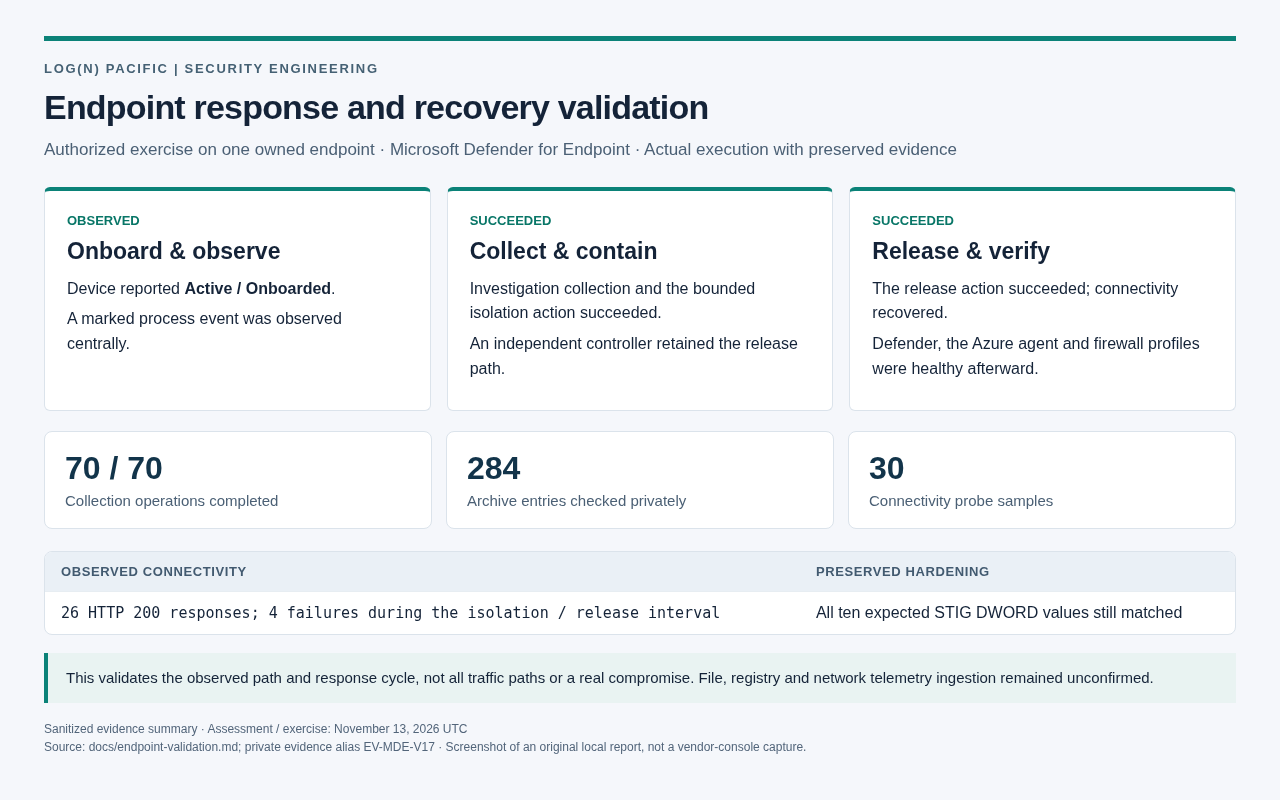 LOG(N) PACIFIC | SECURITY ENGINEERING
Endpoint response and recovery validation
Authorized exercise on one owned endpoint · Microsoft Defender for Endpoint · Actual execution with preserved evidence
OBSERVED
Onboard & observe
Device reported Active / Onboarded.
A marked process event was observed
centrally.
SUCCEEDED
Collect & contain
Investigation collection and the bounded
isolation action succeeded.
An independent controller retained the release
path.
SUCCEEDED
Release & verify
The release action succeeded; connectivity
recovered.
Defender, the Azure agent and firewall profiles
were healthy afterward.
70 / 70
Collection operations completed
284
Archive entries checked privately
30
Connectivity probe samples
OBSERVED CONNECTIVITY
PRESERVED HARDENING
26 HTTP 200 responses; 4 failures during the isolation / release interval
All ten expected STIG DWORD values still matched
This validates the observed path and response cycle, not all traffic paths or a real compromise. File, registry and network telemetry ingestion remained unconfirmed.
Sanitized evidence summary · Assessment / exercise: November 13, 2026 UTC
Source: docs/endpoint-validation.md; private evidence alias EV-MDE-V17 · Screenshot of an original local report, not a vendor-console capture.